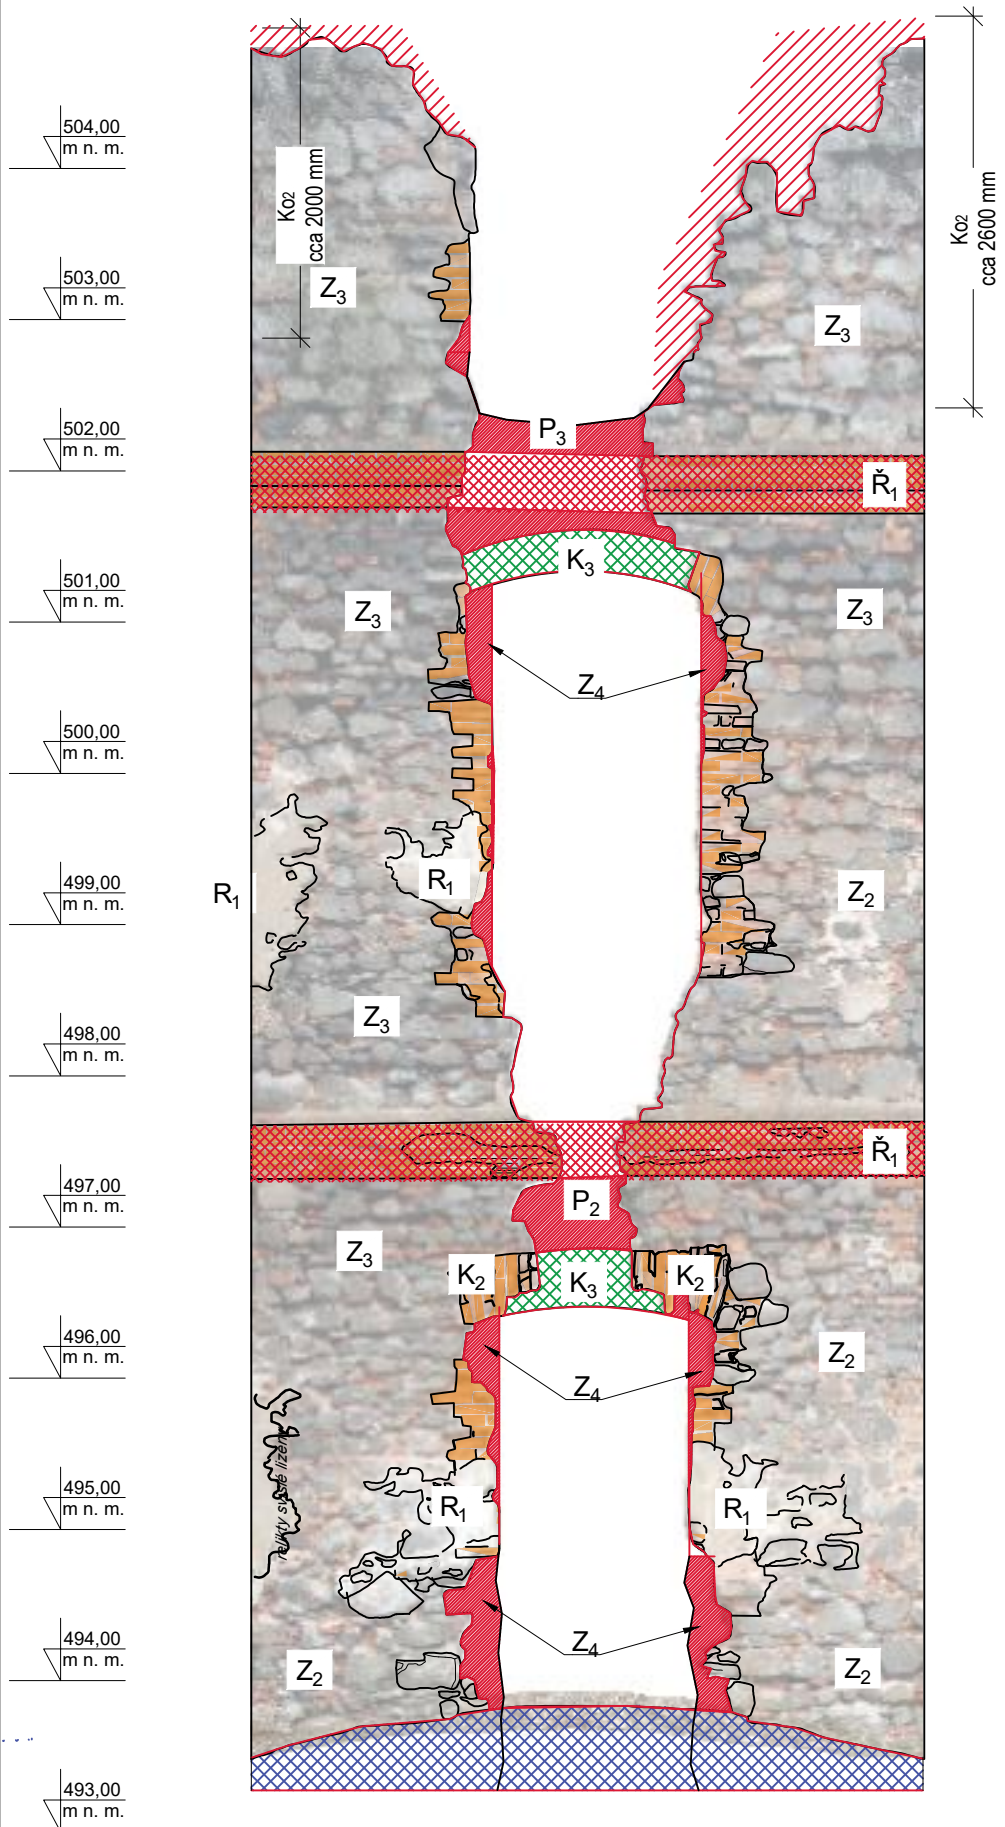 504,00
m n. m.
Ko2
cca 2000 mm
Ko2
cca 2600 mm
503,00
m n. m.
Z3
Z3
502,00
m n. m.
P3
Ř1
501,00
m n. m.
K3
Z3
Z3
Z4
500,00
m n. m.
499,00
m n. m.
R1
R1
Z2
498,00
m n. m.
Z3
Ř1
497,00
m n. m.
P2
Z3
K2
K3
K2
496,00
m n. m.
Z2
Z4
relikty svislé lizény
495,00
m n. m.
R1
R1
494,00
m n. m.
Z4
Z2
Z2
493,00
m n. m.